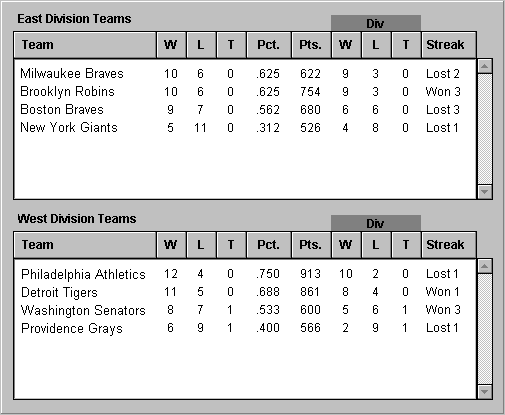 East Division Teams Div
Team W L T Pct. Pts. W L T Streak
Milwaukee Braves 10 6 0 .625 622 9 3 0 Lost 2
Brooklyn Robins 10 6 0 .625 754 9 3 0 Won 3
Boston Braves 9 7 0 .562 680 6 6 0 Lost 3
New York Giants 5 11 0 .312 526 4 8 0 Lost 1
West Division Teams Div
Team W L T Pct. Pts. W L T Streak
Philadelphia Athletics 12 4 0 .750 913 10 2 0 Lost 1
Detroit Tigers 11 5 0 .688 861 8 4 0 Won 1
Washington Senators 8 7 1 .533 600 5 6 1 Won 3
Providence Grays 6 9 1 .400 566 2 9 1 Lost 1